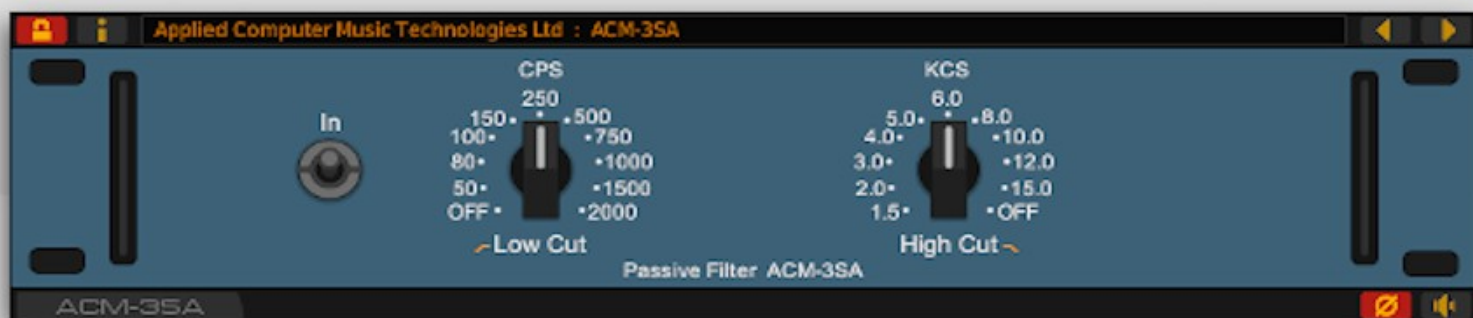 Applied Computer Music Technologies Ltd : ACM-3SA
CPS
KCS
In
250
6.0
150
500
5.0
8.0
100
750
4.0
10.0
80
1000
3.0
12.0
50
1500
2.0
15.0
OFF
2000
1.5
OFF
Low Cut
High Cut
Passive Filter ACM-3SA
ACM-3SA